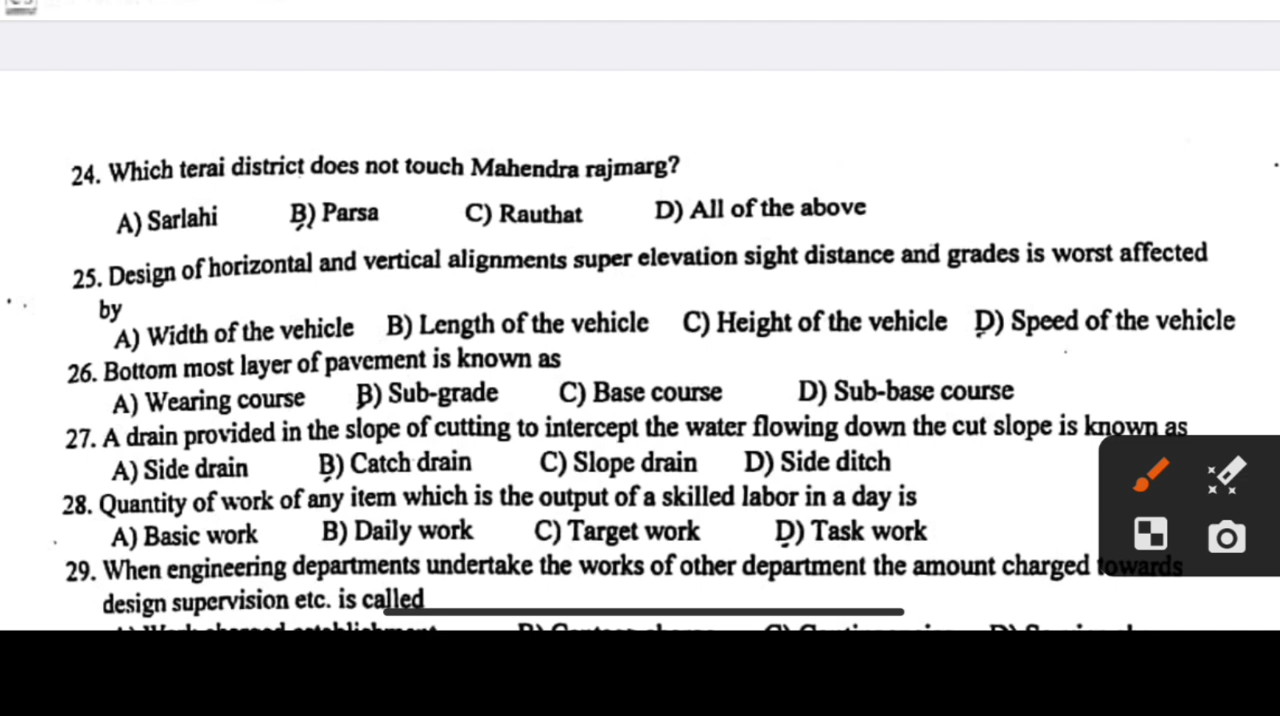 24. Which terai district does not touch Mahendra rajmarg?
A) Sarlahi B) Parsa C) Rauthat D) All of the above
25. Design of horizontal and vertical alignments super elevation sight distance and grades is worst affected
by
A) Width of the vehicle B) Length of the vehicle C) Height of the vehicle D) Speed of the vehicle
26. Bottom most layer of pavement is known as
A) Wearing course B) Sub-grade C) Base course D) Sub-base course
27. A drain provided in the slope of cutting to intercept the water flowing down the cut slope is known as
A) Side drain B) Catch drain C) Slope drain D) Side ditch
28. Quantity of work of any item which is the output of a skilled labor in a day is
A) Basic work B) Daily work C) Target work D) Task work
29. When engineering departments undertake the works of other department the amount charged towards
design supervision etc. is called